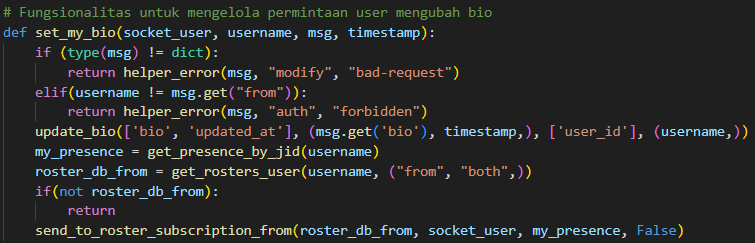 # Fungsionalitas untuk mengelola permintaan user mengubah bio
def set_my_bio(socket_user, username, msg, timestamp):
    if (type(msg) != dict):
        return helper_error(msg, "modify", "bad-request")
    elif(username != msg.get("from")):
        return helper_error(msg, "auth", "forbidden")
    update_bio(['bio', 'updated_at'], (msg.get('bio'), timestamp,), ['user_id'], (username,))
    my_presence = get_presence_by_jid(username)
    roster_db_from = get_rosters_user(username, ("from", "both",))
    if(not roster_db_from):
        return
    send_to_roster_subscription_from(roster_db_from, socket_user, my_presence, False)